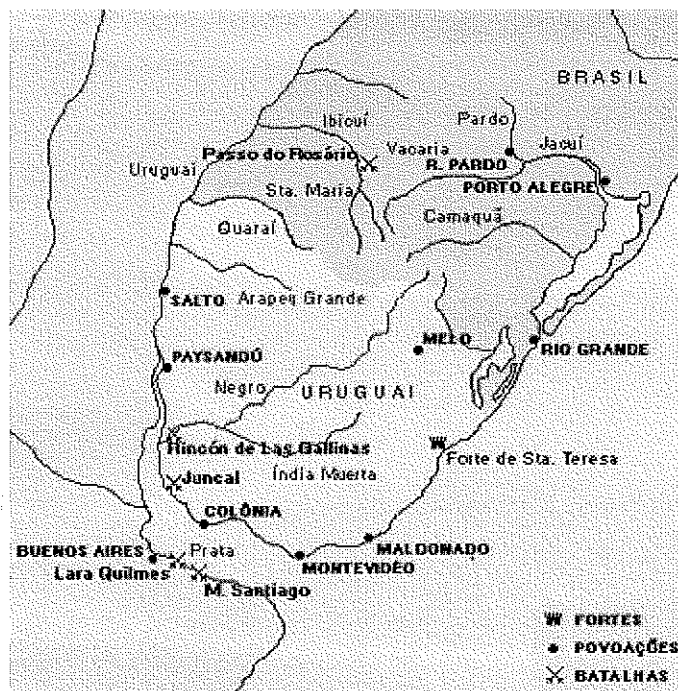 BRASIL
Ibicuí
Pardo
Passo do Rosário
Vacaria
Jacuí
R. PARDO
Uruguai
Sta. Maria
PORTO ALEGRE
Quaraí
Camaquã
SALTO
Arapey Grande
MELO
RIO GRANDE
PAYSANDÚ
Negro
URUGUAI
Rincón de Las Gallinas
Forte de Sta. Teresa
Índia Muerta
Juncal
COLÔNIA
BUENOS AIRES
Prata
MALDONADO
Lara Quilmes
MONTEVIDÉO
M. Santiago
FORTES
POVOAÇÕES
BATALHAS